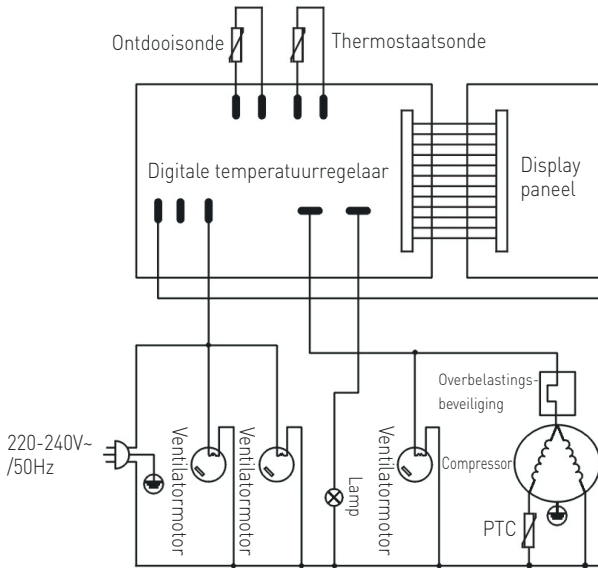 Ontdooisonde
Thermostaatsonde
Digitale temperatuurregelaar
Display
paneel
Overbelastings-
beveiliging
220-240V~
/50Hz
Ventilatormotor
Ventilatormotor
Lamp
Ventilatormotor
Compressor
PTC